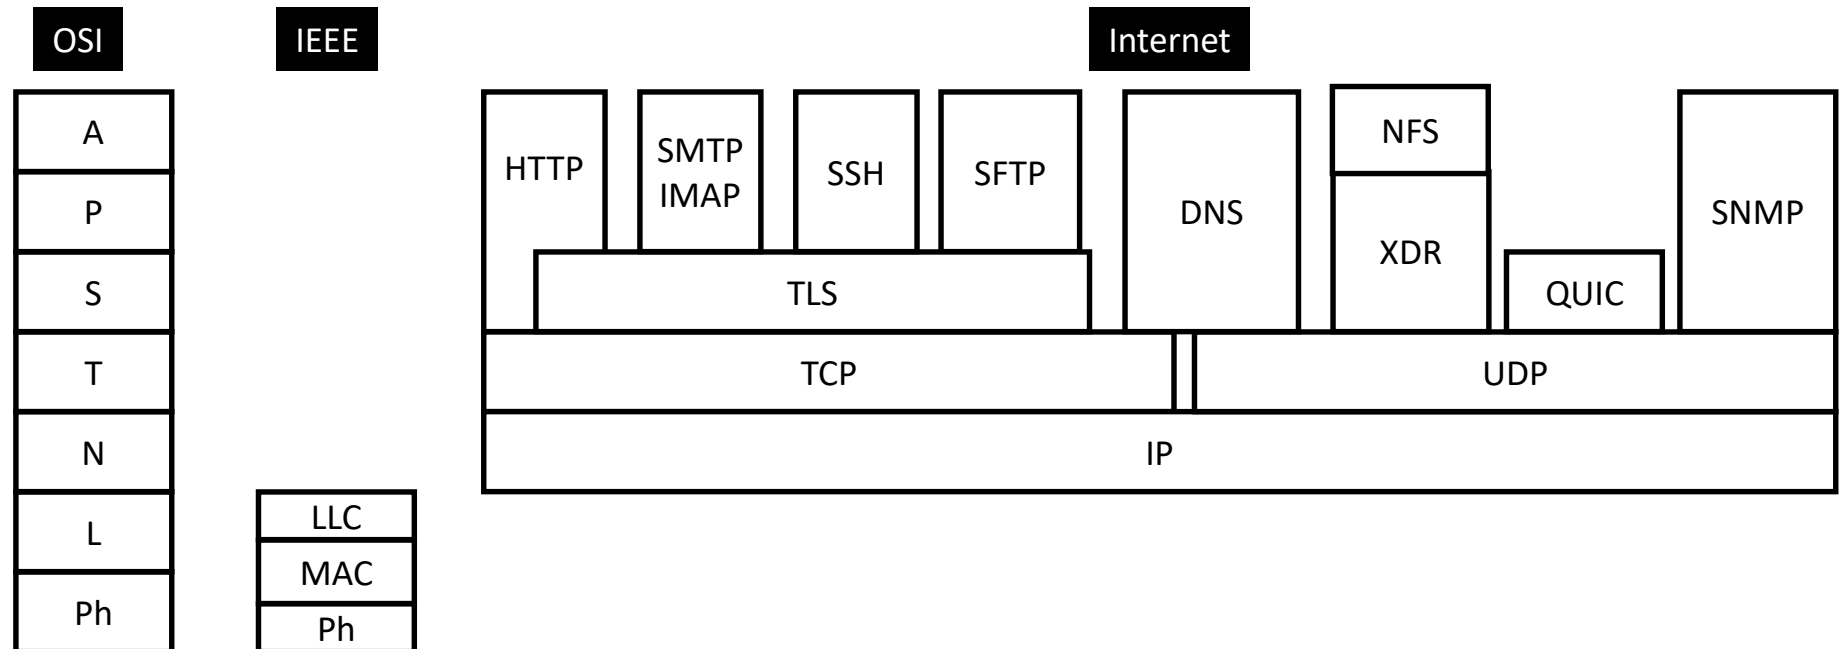 OSI
IEEE
Internet
A
P
S
T
N
L
Ph
LLC
MAC
Ph
HTTP
SMTP
IMAP
SSH
SFTP
TLS
DNS
NFS
XDR
QUIC
SNMP
TCP
UDP
IP